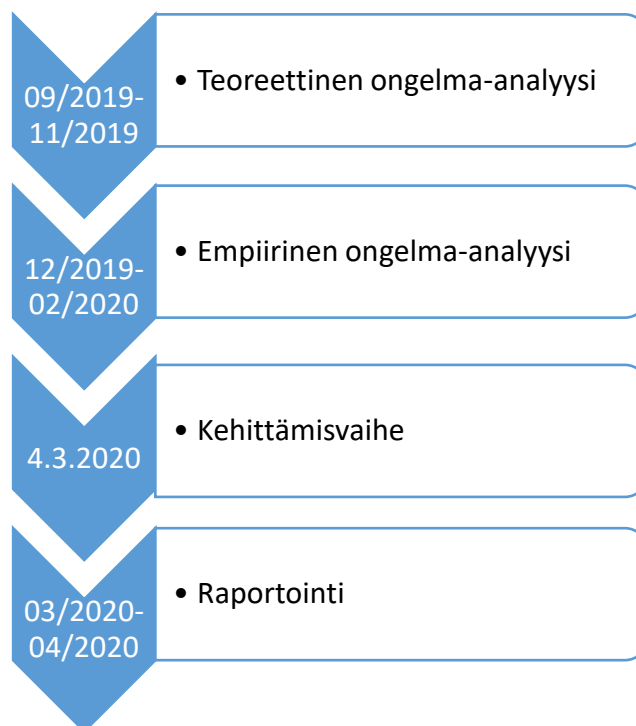 09/2019-
11/2019
• Teoreettinen ongelma-analyysi
12/2019-
02/2020
• Empiirinen ongelma-analyysi
4.3.2020
• Kehittämisvaihe
03/2020-
04/2020
• Raportointi